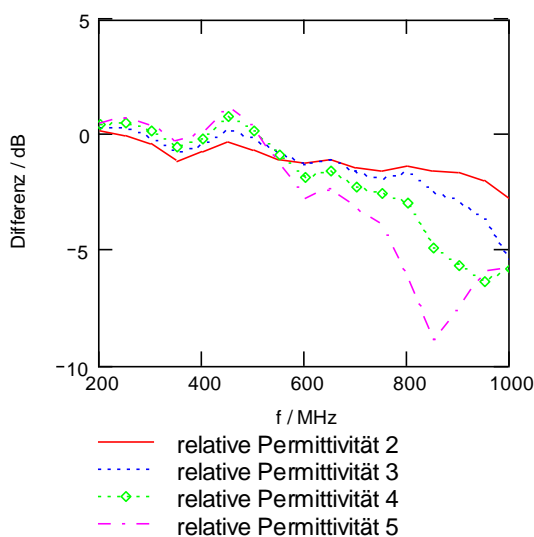 5
0
−5
−10
Differenz / dB
200 400 600 800 1000
f / MHz
relative Permittivität 2
relative Permittivität 3
relative Permittivität 4
relative Permittivität 5